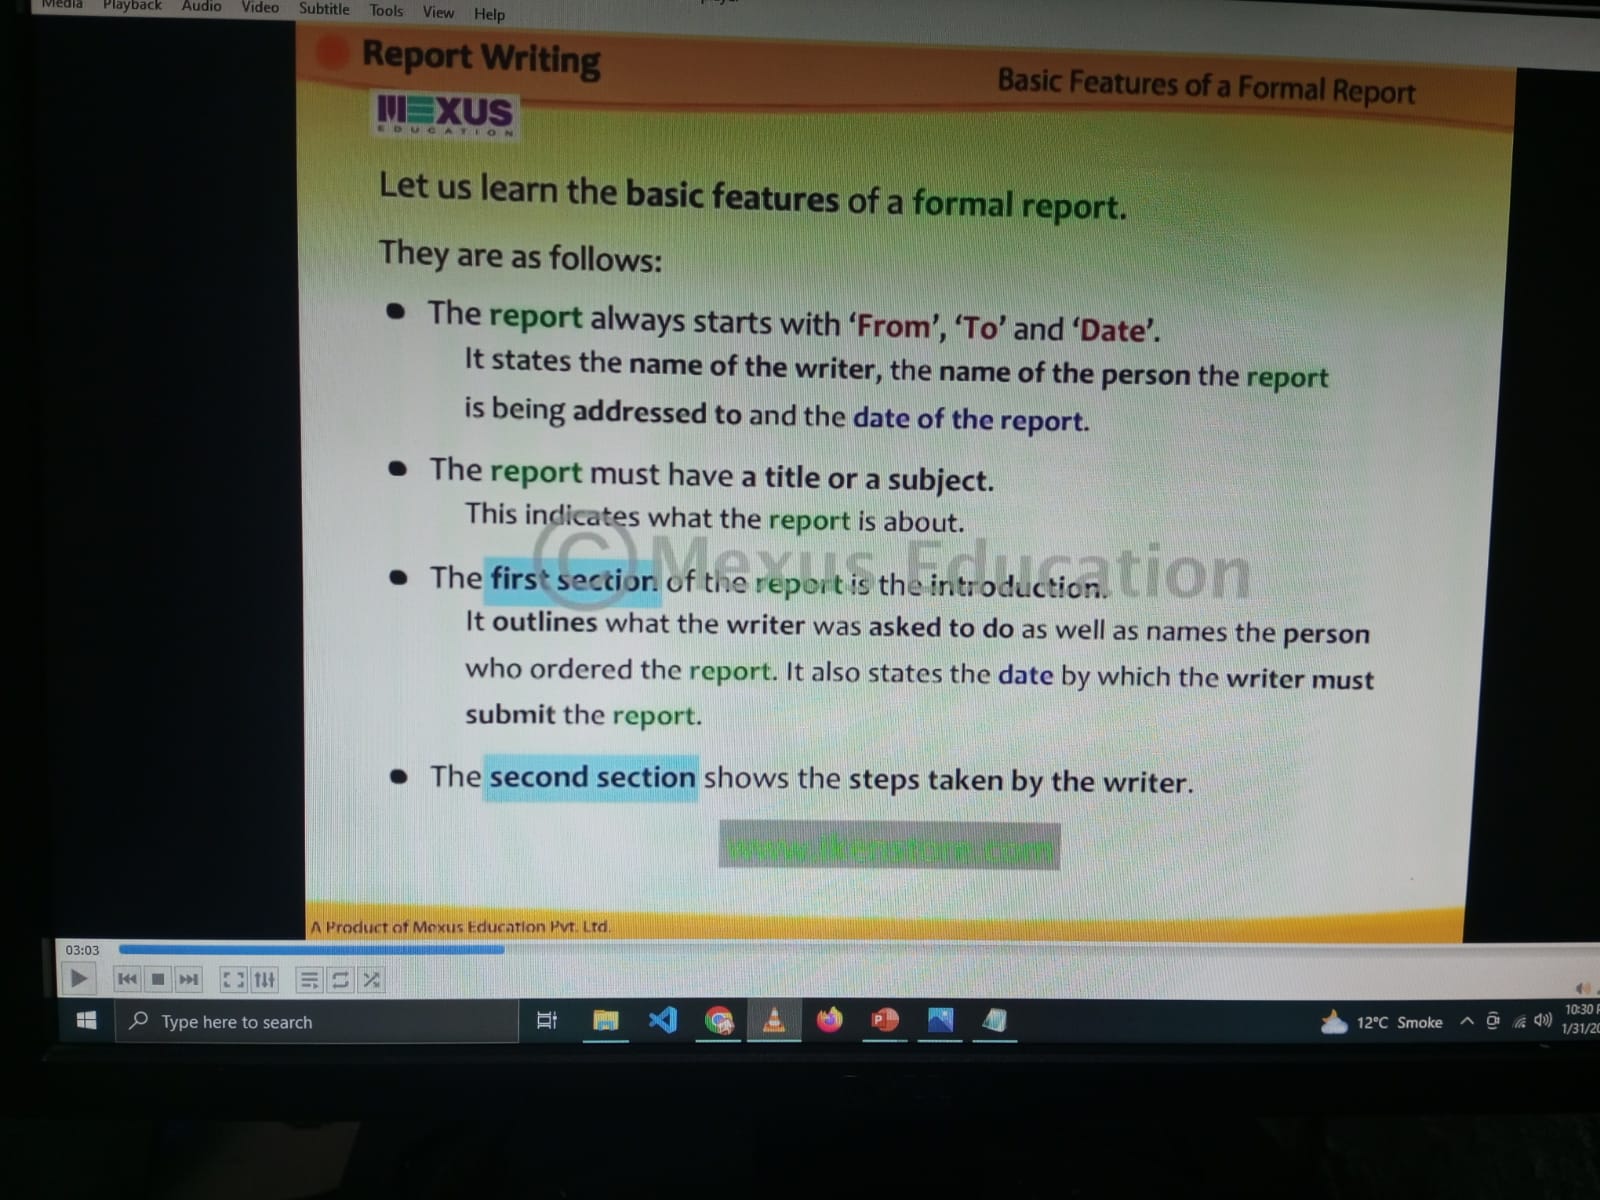 Media Playback Audio Video Subtitle Tools View Help
Report Writing
Basic Features of a Formal Report
MEXUS
EDUCATION
Let us learn the basic features of a formal report.
They are as follows:
• The report always starts with ‘From’, ‘To’ and ‘Date’.
It states the name of the writer, the name of the person the report
is being addressed to and the date of the report.
• The report must have a title or a subject.
This indicates what the report is about.
© Mexus Education
• The first section of the report is the introduction.
It outlines what the writer was asked to do as well as names the person
who ordered the report. It also states the date by which the writer must
submit the report.
• The second section shows the steps taken by the writer.
A Product of Mexus Education Pvt. Ltd.
03:03
Type here to search
12°C Smoke
10:30
1/31/20